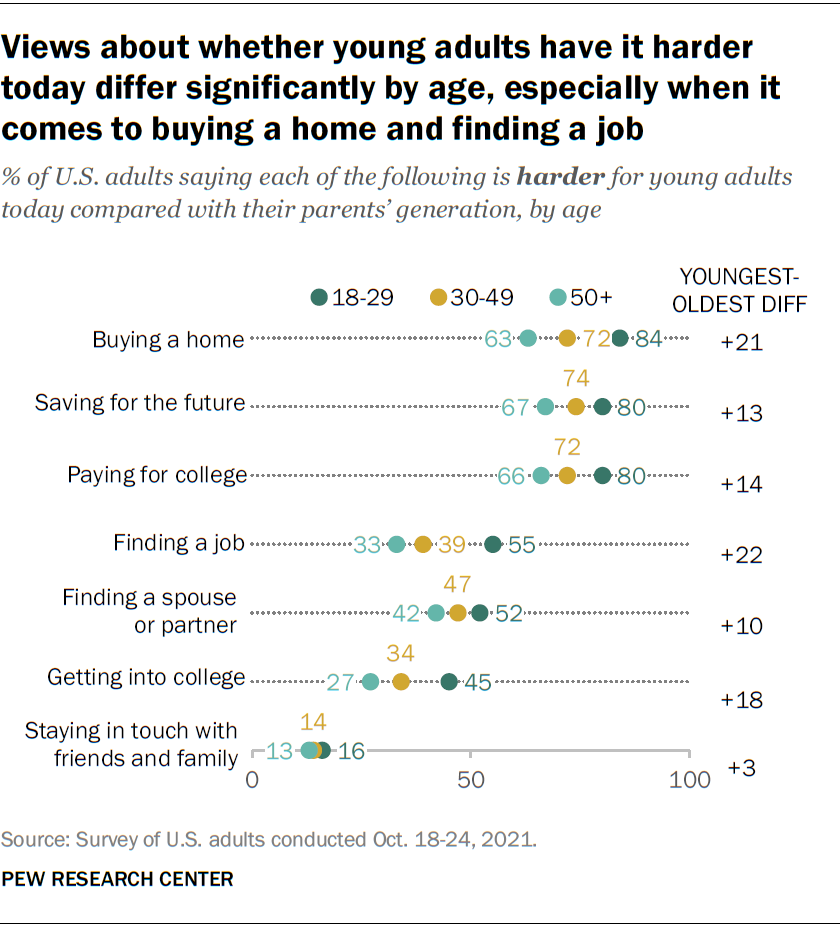 Views about whether young adults have it harder
today differ significantly by age, especially when it
comes to buying a home and finding a job
% of U.S. adults saying each of the following is harder for young adults
today compared with their parents’ generation, by age
YOUNGEST-
OLDEST DIFF
18-29 30-49 50+
Buying a home 63 72 84 +21
74
Saving for the future 67 80 +13
72
Paying for college 66 80 +14
Finding a job 33 39 55 +22
47
Finding a spouse
or partner 42 52 +10
34
Getting into college 27 45 +18
14
Staying in touch with
friends and family 13 16 +3
0 50 100
Source: Survey of U.S. adults conducted Oct. 18-24, 2021.
PEW RESEARCH CENTER